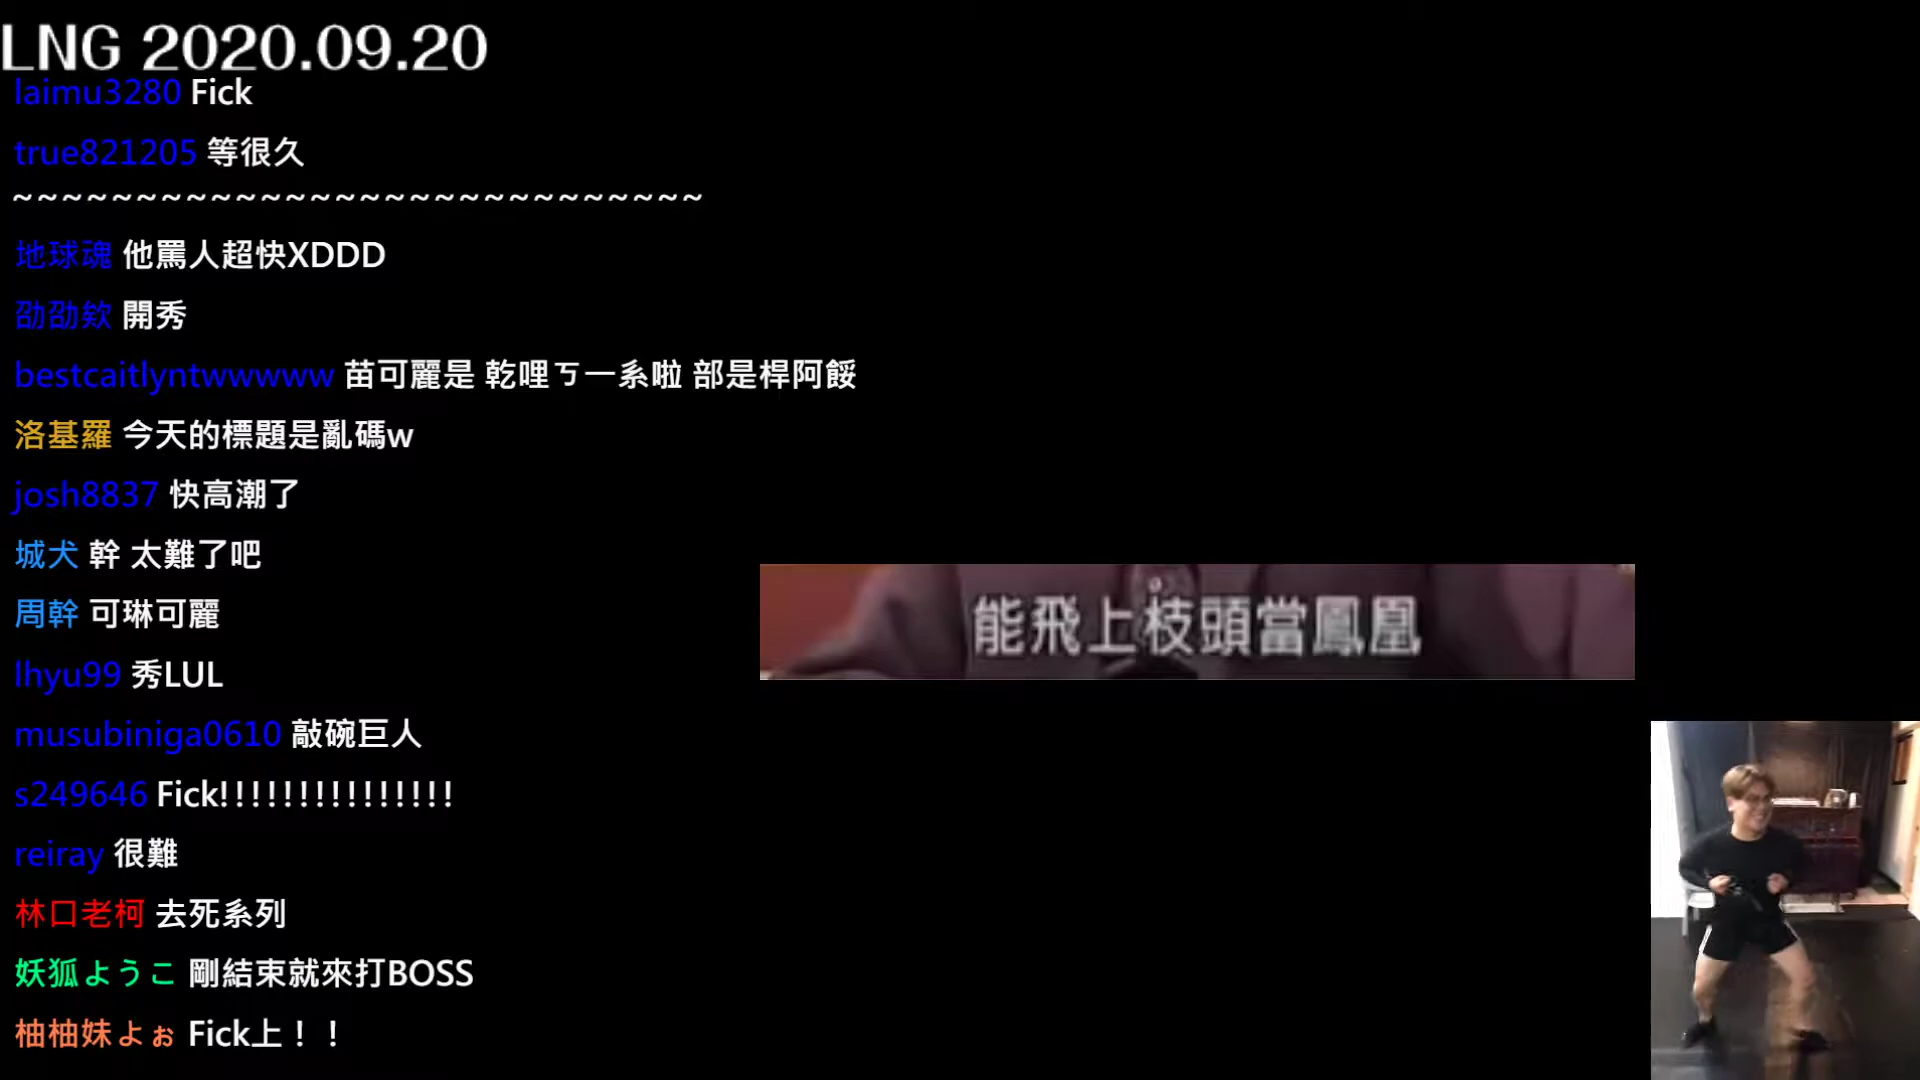 LNG 2020.09.20
laimu3280 Fick
true821205 等很久
~~~~~~~~~~~~~~~~~~~~~~~~~~~~
地球魂 他罵人超快XDDD
劭劭欸 開秀
bestcaitlyntwwwww 苗可麗是 乾哩ㄎ一系啦 部是桿阿餒
洛基羅 今天的標題是亂碼w
josh8837 快高潮了
城犬 幹 太難了吧
周幹 可琳可麗
能飛上枝頭當鳳凰
lhyu99 秀LUL
musubiniga0610 敲碗巨人
s249646 Fick!!!!!!!!!!!!!!!
reiray 很難
林口老柯 去死系列
妖狐ようこ 剛結束就來打BOSS
柚柚妹よぉ Fick上！！